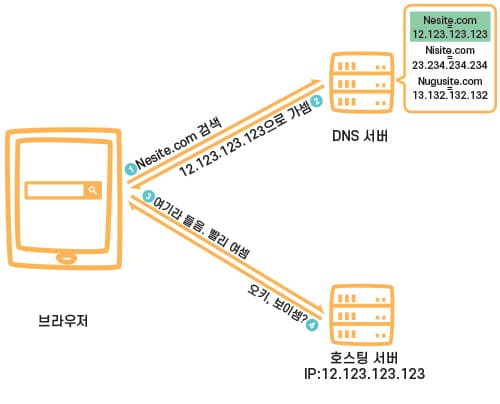 Nesite.com
=
12.123.123.123
Nisite.com
=
23.234.234.234
Nugusite.com
=
13.132.132.132
DNS 서버
1 Nesite.com 검색
12.123.123.123으로 가셈 2
3 여기라 들음. 빨리 여셈
오키, 보이셈? 4
브라우저
호스팅 서버
IP:12.123.123.123